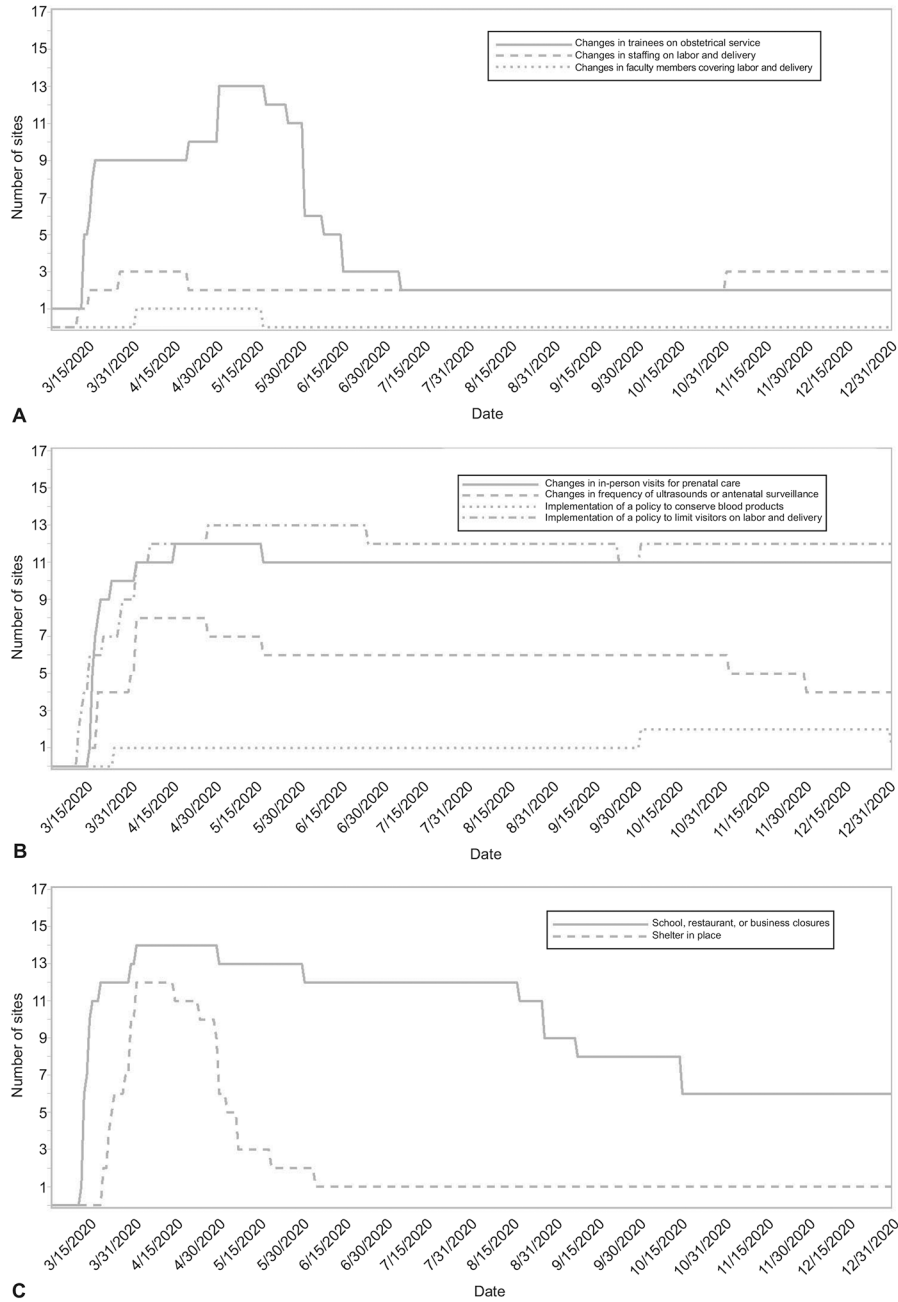 17
15
13
11
9
7
5
3
1
Number of sites
Changes in trainees on obstetrical service
Changes in staffing on labor and delivery
Changes in faculty members covering labor and delivery
3/15/2020 3/31/2020 4/15/2020 4/30/2020 5/15/2020 5/30/2020 6/15/2020 6/30/2020 7/15/2020 7/31/2020 8/15/2020 8/31/2020 9/15/2020 9/30/2020 10/15/2020 10/31/2020 11/15/2020 11/30/2020 12/15/2020 12/31/2020
A
Date
17
15
13
11
9
7
5
3
1
Number of sites
Changes in in-person visits for prenatal care
Changes in frequency of ultrasounds or antenatal surveillance
Implementation of a policy to conserve blood products
Implementation of a policy to limit visitors on labor and delivery
3/15/2020 3/31/2020 4/15/2020 4/30/2020 5/15/2020 5/30/2020 6/15/2020 6/30/2020 7/15/2020 7/31/2020 8/15/2020 8/31/2020 9/15/2020 9/30/2020 10/15/2020 10/31/2020 11/15/2020 11/30/2020 12/15/2020 12/31/2020
B
Date
17
15
13
11
9
7
5
3
1
Number of sites
School, restaurant, or business closures
Shelter in place
3/15/2020 3/31/2020 4/15/2020 4/30/2020 5/15/2020 5/30/2020 6/15/2020 6/30/2020 7/15/2020 7/31/2020 8/15/2020 8/31/2020 9/15/2020 9/30/2020 10/15/2020 10/31/2020 11/15/2020 11/30/2020 12/15/2020 12/31/2020
C
Date